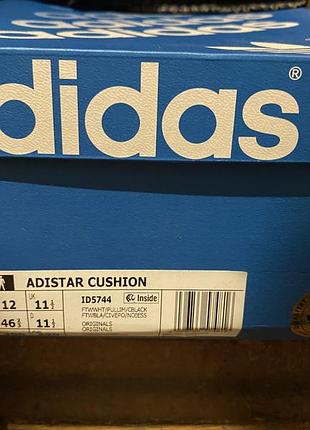 adidas
adidas ®
ADISTAR CUSHION
12 UK 11½ ID5744 Inside
FTWWHT/PULLIM/CBLACK
46⅔ D 11½ FTWBLA/CIVEPO/NOIESS
ORIGINALS
ORIGINALS